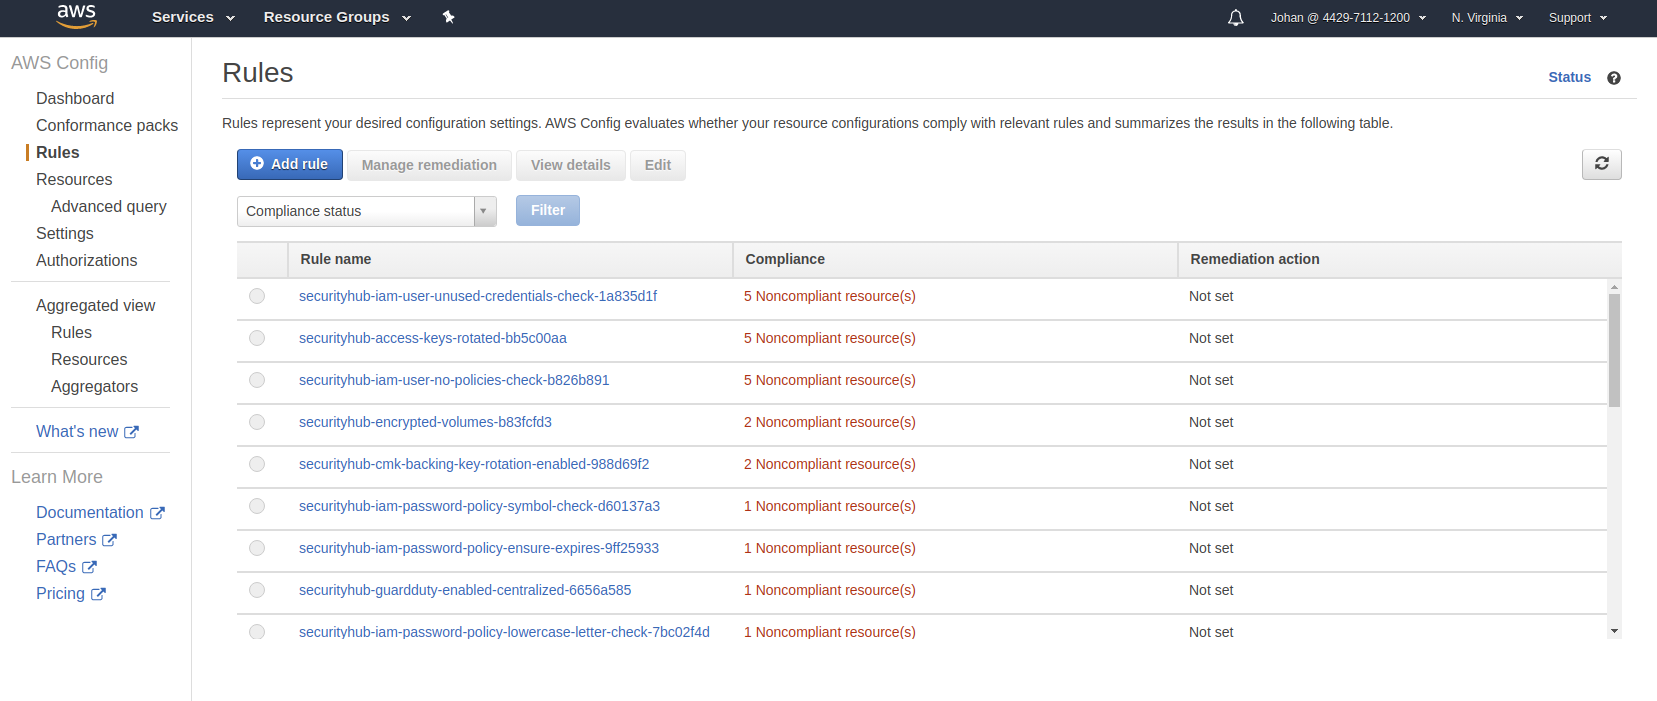 aws Services Resource Groups Johan @ 4429-7112-1200 N. Virginia Support
AWS Config
Dashboard
Conformance packs
Rules
Resources
Advanced query
Settings
Authorizations
Aggregated view
Rules
Resources
Aggregators
What's new
Learn More
Documentation
Partners
FAQs
Pricing
Rules
Status
Rules represent your desired configuration settings. AWS Config evaluates whether your resource configurations comply with relevant rules and summarizes the results in the following table.
Add rule Manage remediation View details Edit
Compliance status Filter
Rule name Compliance Remediation action
securityhub-iam-user-unused-credentials-check-1a835d1f 5 Noncompliant resource(s) Not set
securityhub-access-keys-rotated-bb5c00aa 5 Noncompliant resource(s) Not set
securityhub-iam-user-no-policies-check-b826b891 5 Noncompliant resource(s) Not set
securityhub-encrypted-volumes-b83fcfd3 2 Noncompliant resource(s) Not set
securityhub-cmk-backing-key-rotation-enabled-988d69f2 2 Noncompliant resource(s) Not set
securityhub-iam-password-policy-symbol-check-d60137a3 1 Noncompliant resource(s) Not set
securityhub-iam-password-policy-ensure-expires-9ff25933 1 Noncompliant resource(s) Not set
securityhub-guardduty-enabled-centralized-6656a585 1 Noncompliant resource(s) Not set
securityhub-iam-password-policy-lowercase-letter-check-7bc02f4d 1 Noncompliant resource(s) Not set